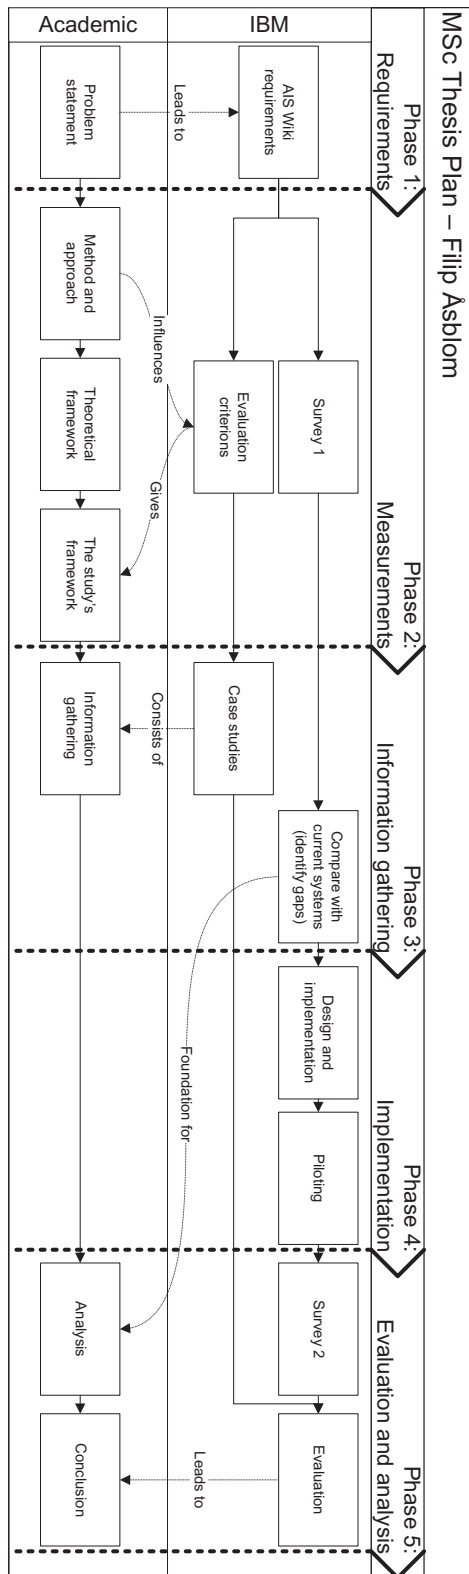 MSc Thesis Plan – Filip Åsblom
Phase 1:
Requirements
Phase 2:
Measurements
Phase 3:
Information gathering
Phase 4:
Implementation
Phase 5:
Evaluation and analysis
IBM
AIS Wiki
requirements
Survey 1
Evaluation
criterions
Case studies
Compare with
current systems
(identify gaps)
Design and
implementation
Piloting
Survey 2
Evaluation
Leads to
Influences
Gives
Consists of
Foundation for
Leads to
Academic
Problem
statement
Method and
approach
Theoretical
framework
The study's
framework
Information
gathering
Analysis
Conclusion